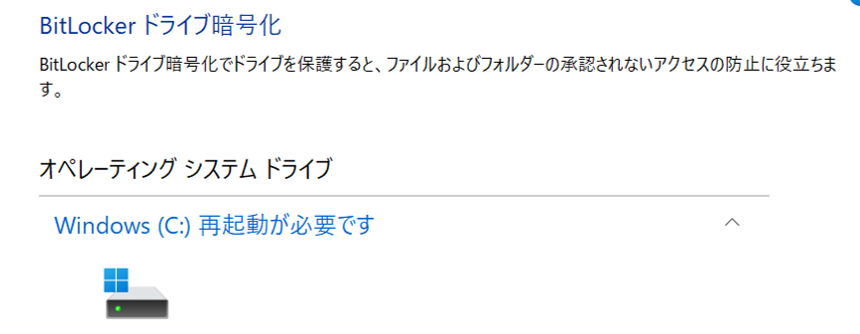 BitLocker ドライブ暗号化
BitLocker ドライブ暗号化でドライブを保護すると、ファイルおよびフォルダーの承認されないアクセスの防止に役立ちま
す。
オペレーティング システム ドライブ
Windows (C:) 再起動が必要です